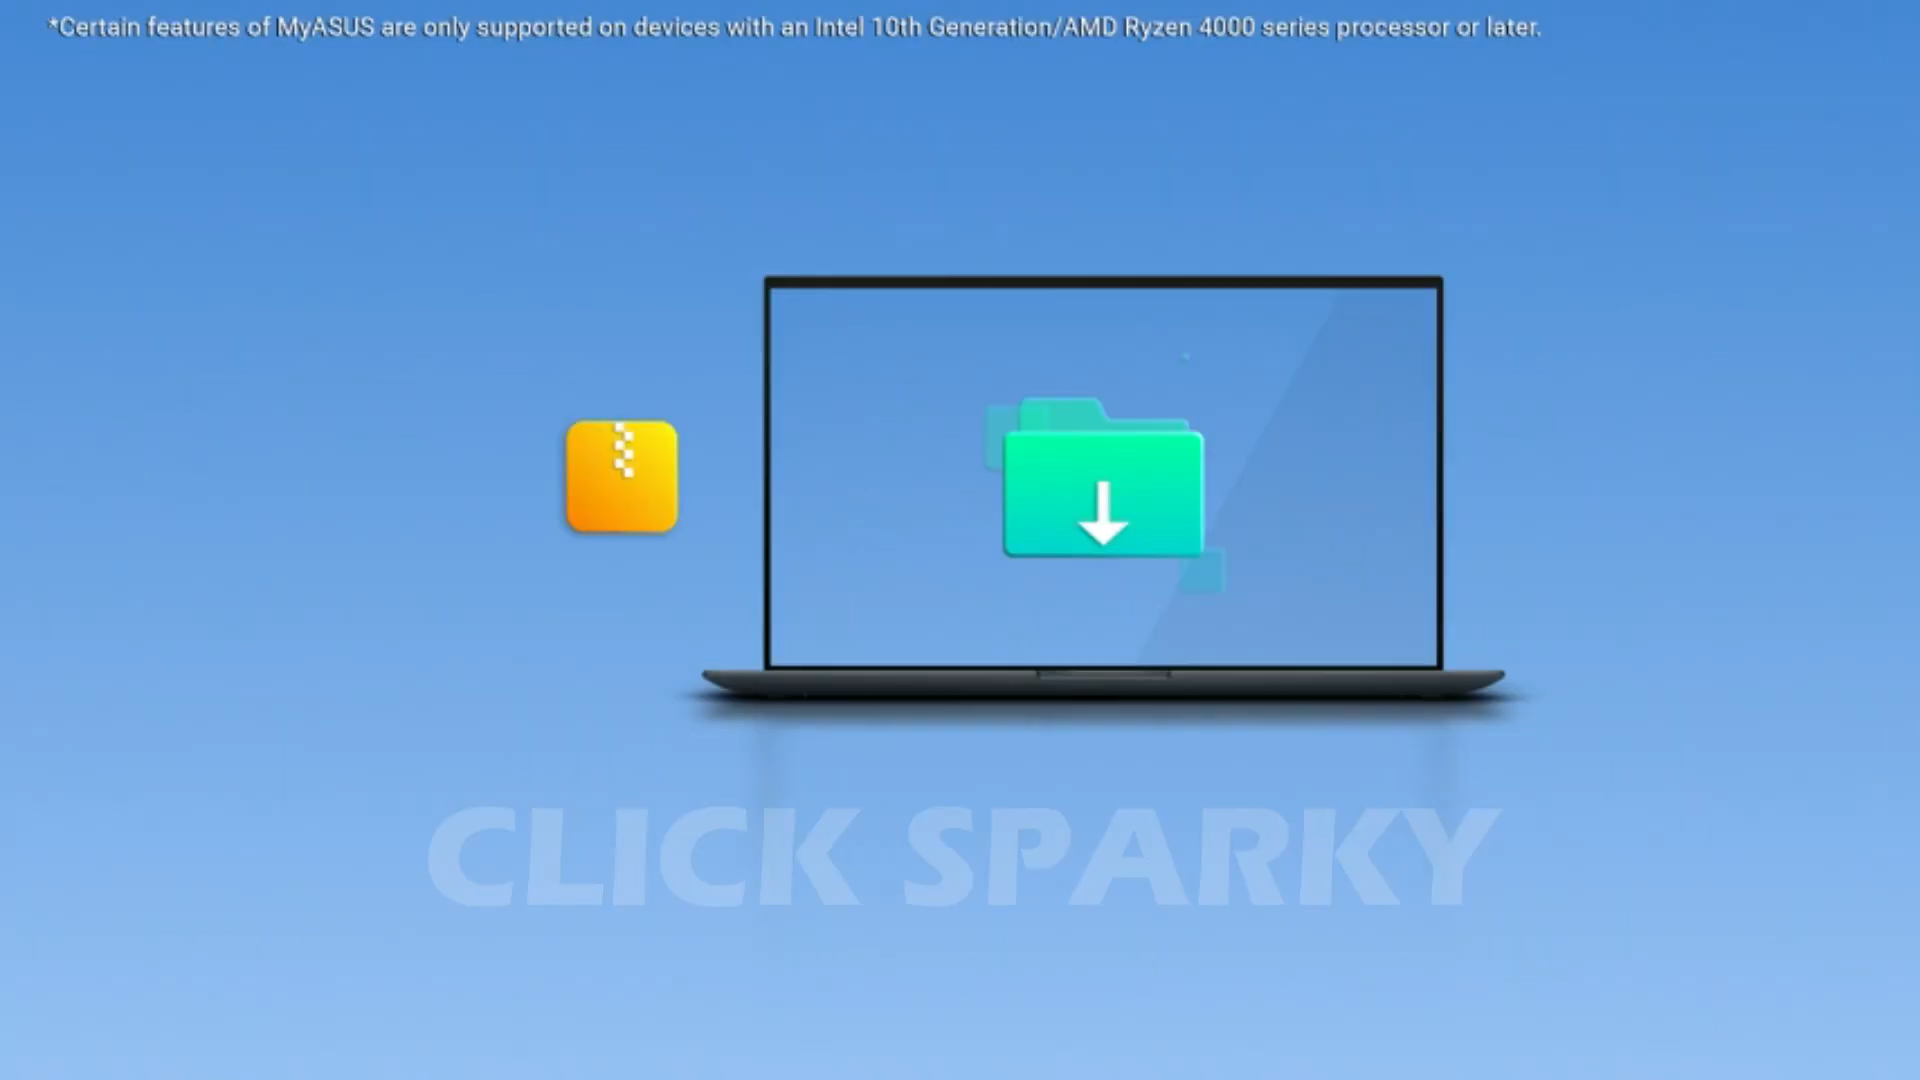 *Certain features of MyASUS are only supported on devices with an Intel 10th Generation/AMD Ryzen 4000 series processor or later.
CLICK SPARKY